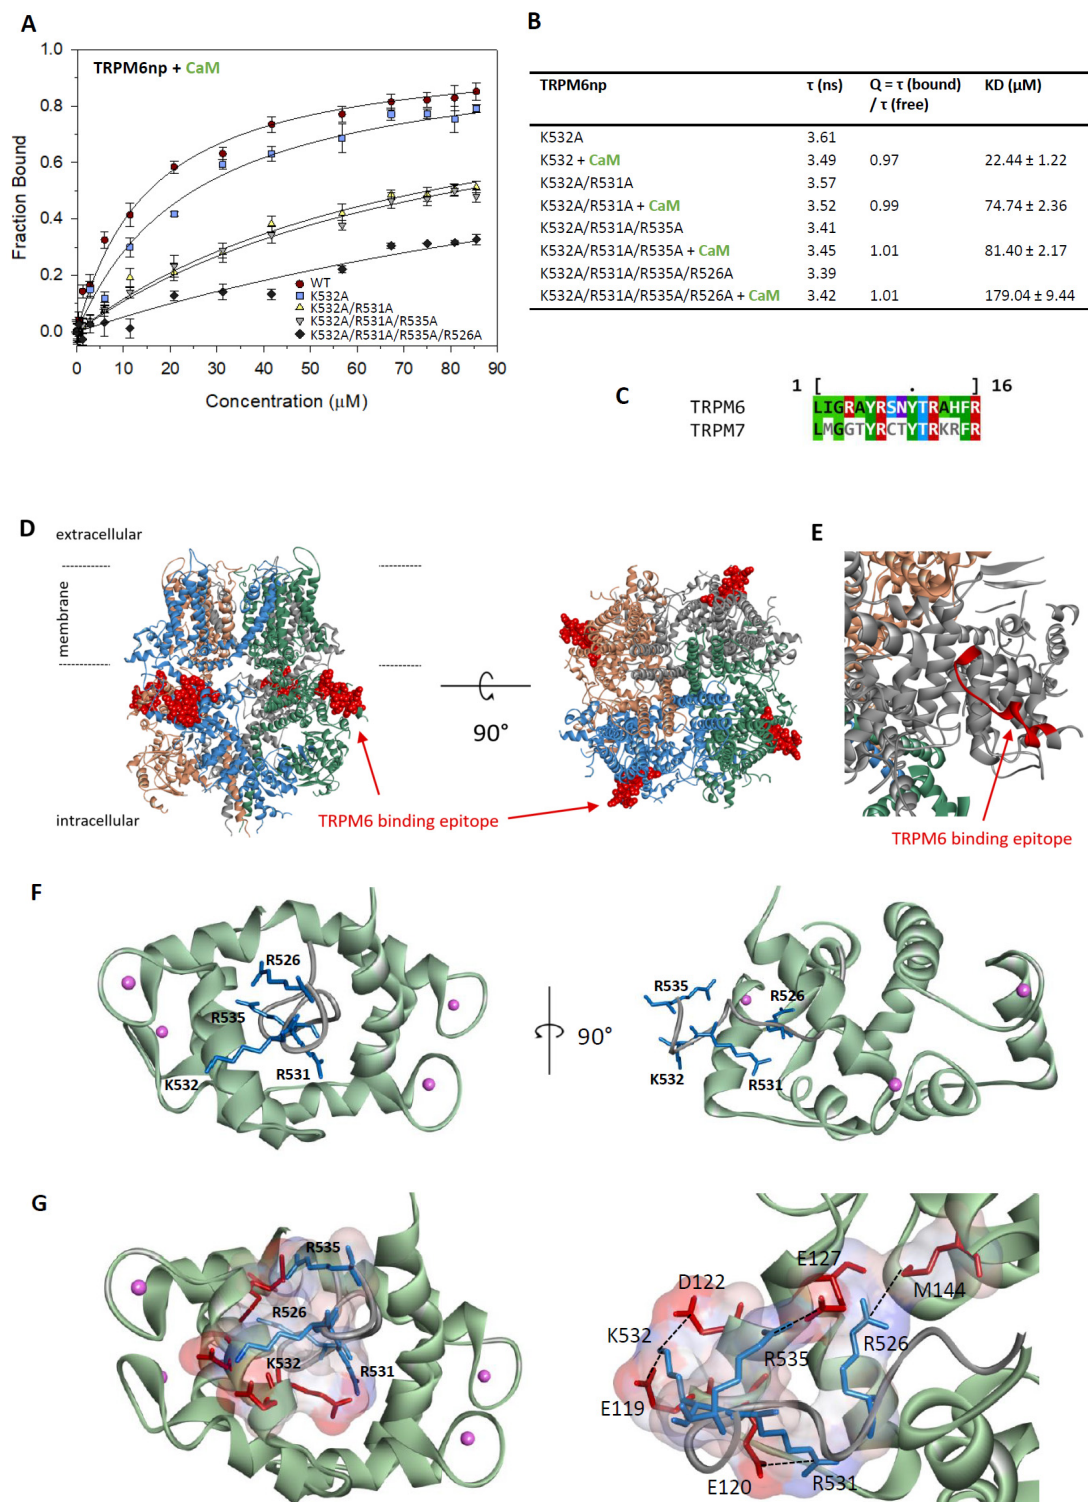 A
TRPM6np + CaM
Fraction Bound
1.0
0.8
0.6
0.4
0.2
0.0
0 10 20 30 40 50 60 70 80 90
Concentration (μM)
WT
K532A
K532A/R531A
K532A/R531A/R535A
K532A/R531A/R535A/R526A
B
TRPM6np τ (ns) Q = τ (bound) / τ (free) KD (μM)
K532A 3.61
K532 + CaM 3.49 0.97 22.44 ± 1.22
K532A/R531A 3.57
K532A/R531A + CaM 3.52 0.99 74.74 ± 2.36
K532A/R531A/R535A 3.41
K532A/R531A/R535A + CaM 3.45 1.01 81.40 ± 2.17
K532A/R531A/R535A/R526A 3.39
K532A/R531A/R535A/R526A + CaM 3.42 1.01 179.04 ± 9.44
C
1 [ . ] 16
TRPM6 LIGRAYRSNYTRAHFR
TRPM7 LMGGTYRCTYTRKRFR
D
extracellular
membrane
intracellular
90°
TRPM6 binding epitope
E
TRPM6 binding epitope
F
R526
R535
K532
R531
90°
R535
R526
K532
R531
G
R535
R526
K532
R531
E127
D122
M144
K532
R535
R526
E119
E120
R531